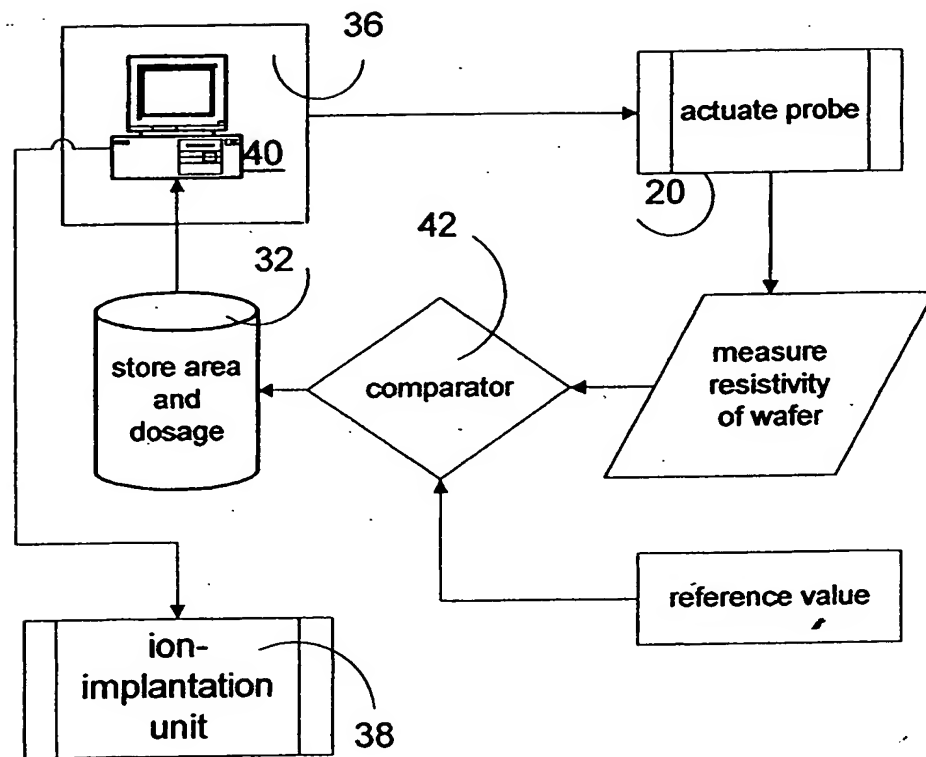 36
actuate probe
40
20
42
32
store area
and
dosage
comparator
measure
resistivity
of wafer
reference value
ion-
implantation
unit
38